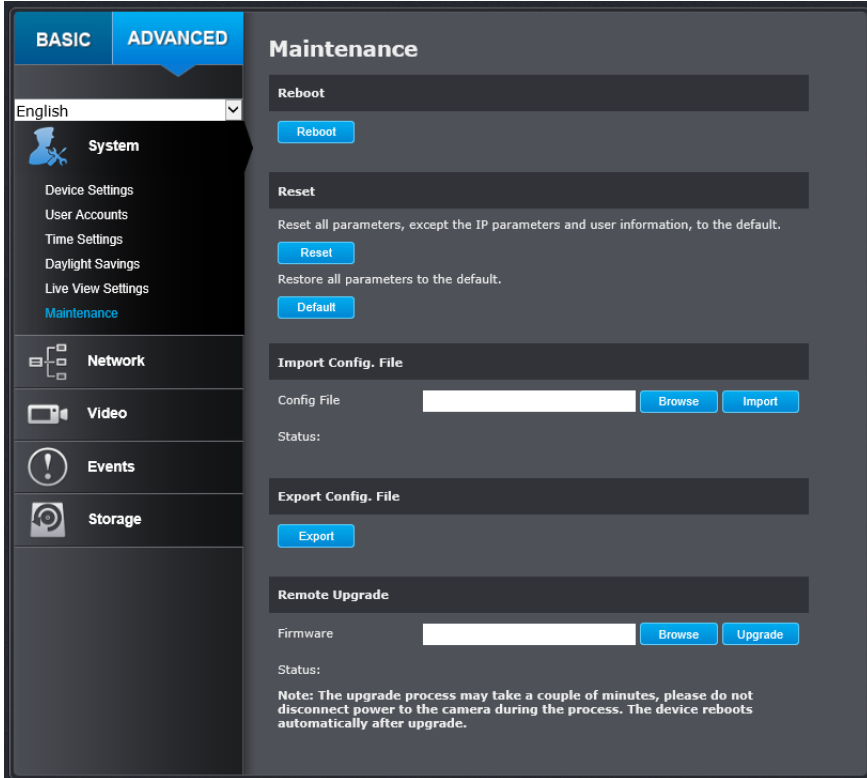 BASIC
ADVANCED
English
System
Device Settings
User Accounts
Time Settings
Daylight Savings
Live View Settings
Maintenance
Network
Video
Events
Storage
Maintenance
Reboot
Reboot
Reset
Reset all parameters, except the IP parameters and user information, to the default.
Reset
Restore all parameters to the default.
Default
Import Config. File
Config File Browse Import
Status:
Export Config. File
Export
Remote Upgrade
Firmware Browse Upgrade
Status:
Note: The upgrade process may take a couple of minutes, please do not
disconnect power to the camera during the process. The device reboots
automatically after upgrade.